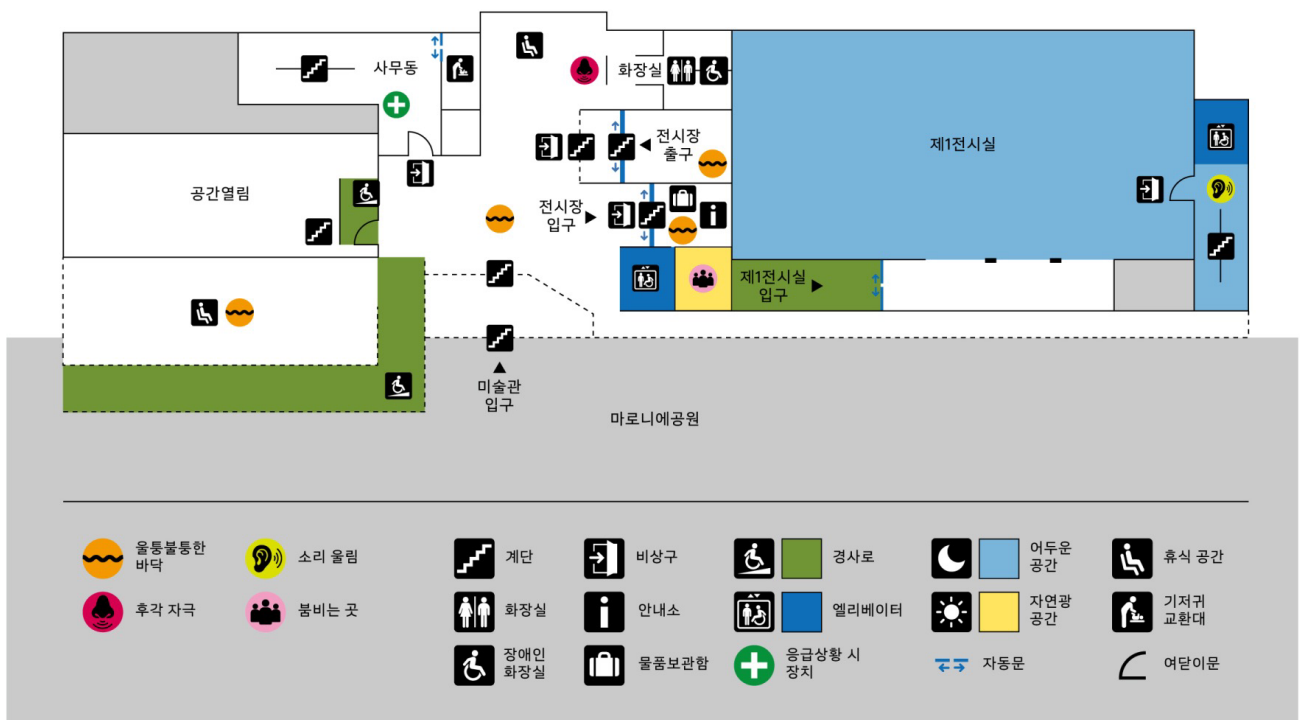 사무동
화장실
전시장
출구
제1전시실
공간열림
전시장
입구
제1전시실
입구
미술관
입구
마로니에공원
울퉁불퉁한
바닥
소리 울림
계단
비상구
경사로
어두운
공간
휴식 공간
후각 자극
붐비는 곳
화장실
안내소
엘리베이터
자연광
공간
기저귀
교환대
장애인
화장실
물품보관함
응급상황 시
장치
자동문
여닫이문